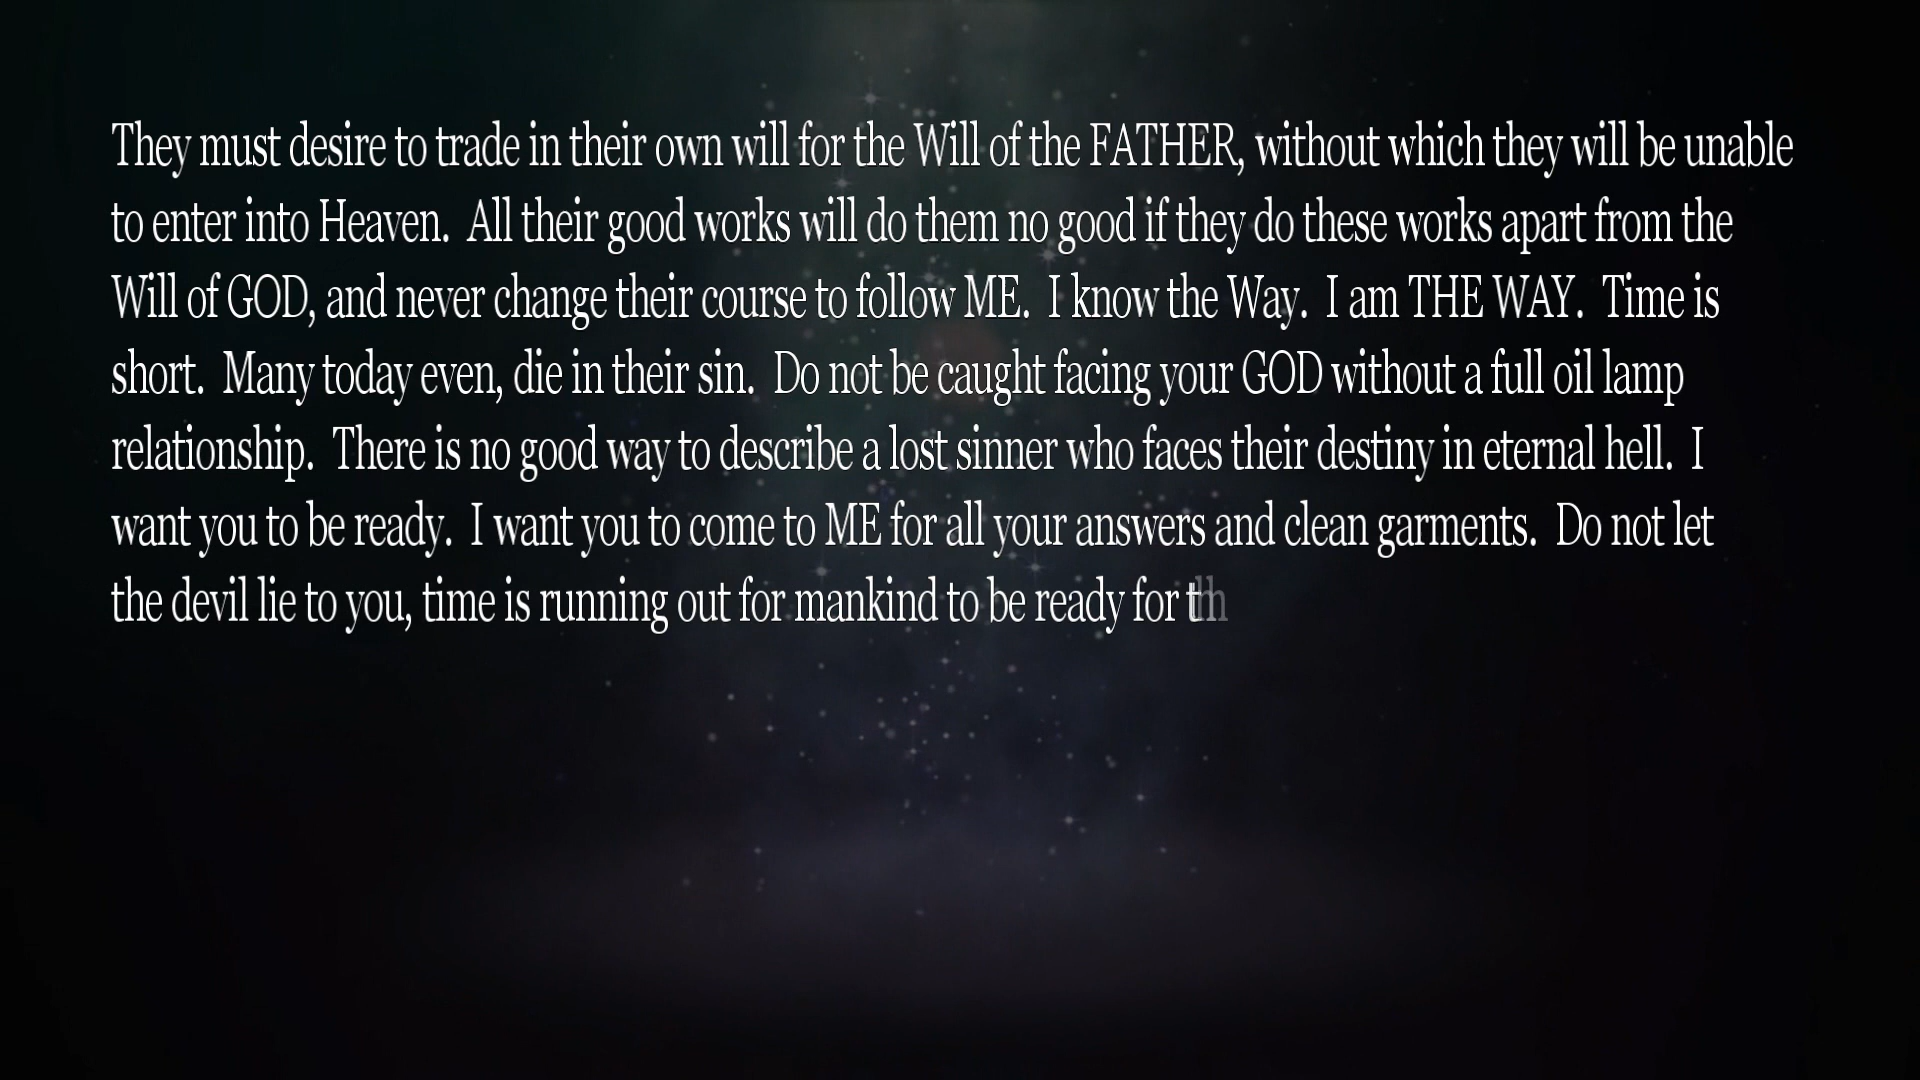 They must desire to trade in their own will for the Will of the FATHER, without which they will be unable
to enter into Heaven.  All their good works will do them no good if they do these works apart from the
Will of GOD, and never change their course to follow ME.  I know the Way.  I am THE WAY.  Time is
short.  Many today even, die in their sin.  Do not be caught facing your GOD without a full oil lamp
relationship.  There is no good way to describe a lost sinner who faces their destiny in eternal hell.  I
want you to be ready.  I want you to come to ME for all your answers and clean garments.  Do not let
the devil lie to you, time is running out for mankind to be ready for